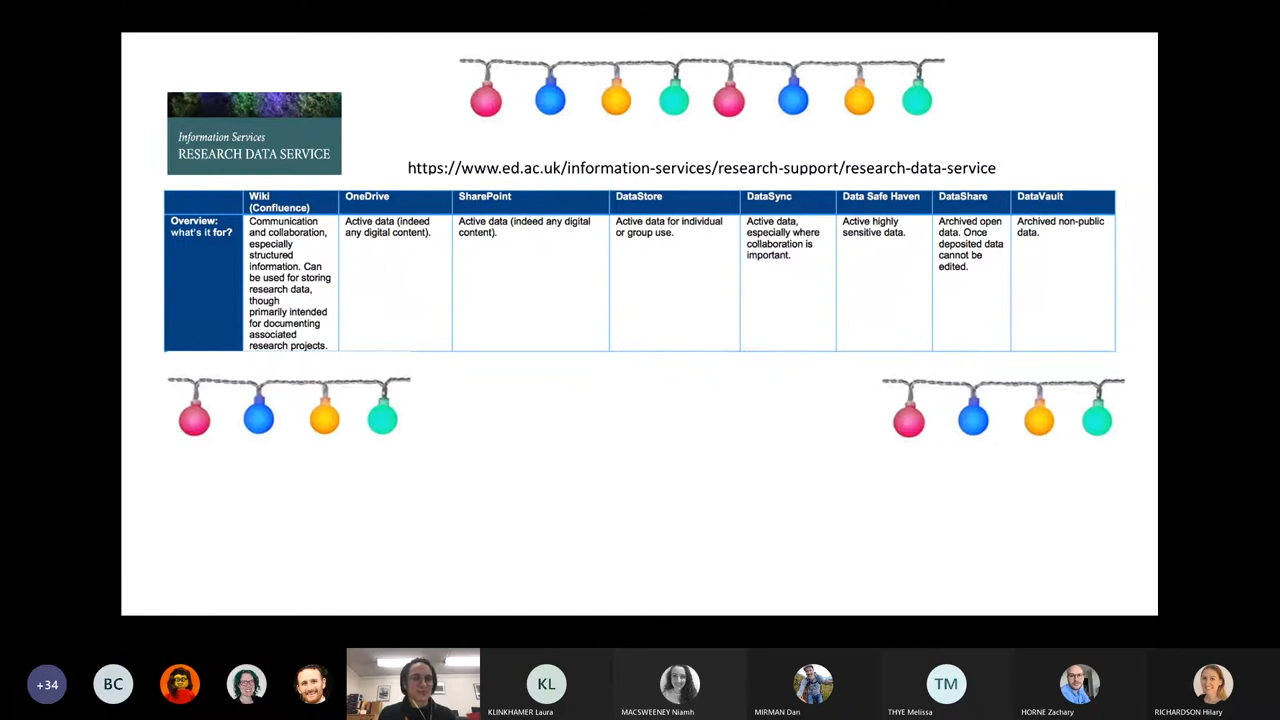 Information Services
RESEARCH DATA SERVICE
https://www.ed.ac.uk/information-services/research-support/research-data-service
Wiki
(Confluence)
OneDrive
SharePoint
DataStore
DataSync
Data Safe Haven
DataShare
DataVault
Overview:
what's it for?
Communication
and collaboration,
especially
structured
information. Can
be used for storing
research data,
though
primarily intended
for documenting
associated
research projects.
Active data (indeed
any digital content).
Active data (indeed any digital
content).
Active data for individual
or group use.
Active data,
especially where
collaboration is
important.
Active highly
sensitive data.
Archived open
data. Once
deposited data
cannot be
edited.
Archived non-public
data.
+34
BC
KL
KLINKHAMER Laura
MACSWEENEY Niamh
MIRMAN Dan
TM
THYE Melissa
HORNE Zachary
RICHARDSON Hilary